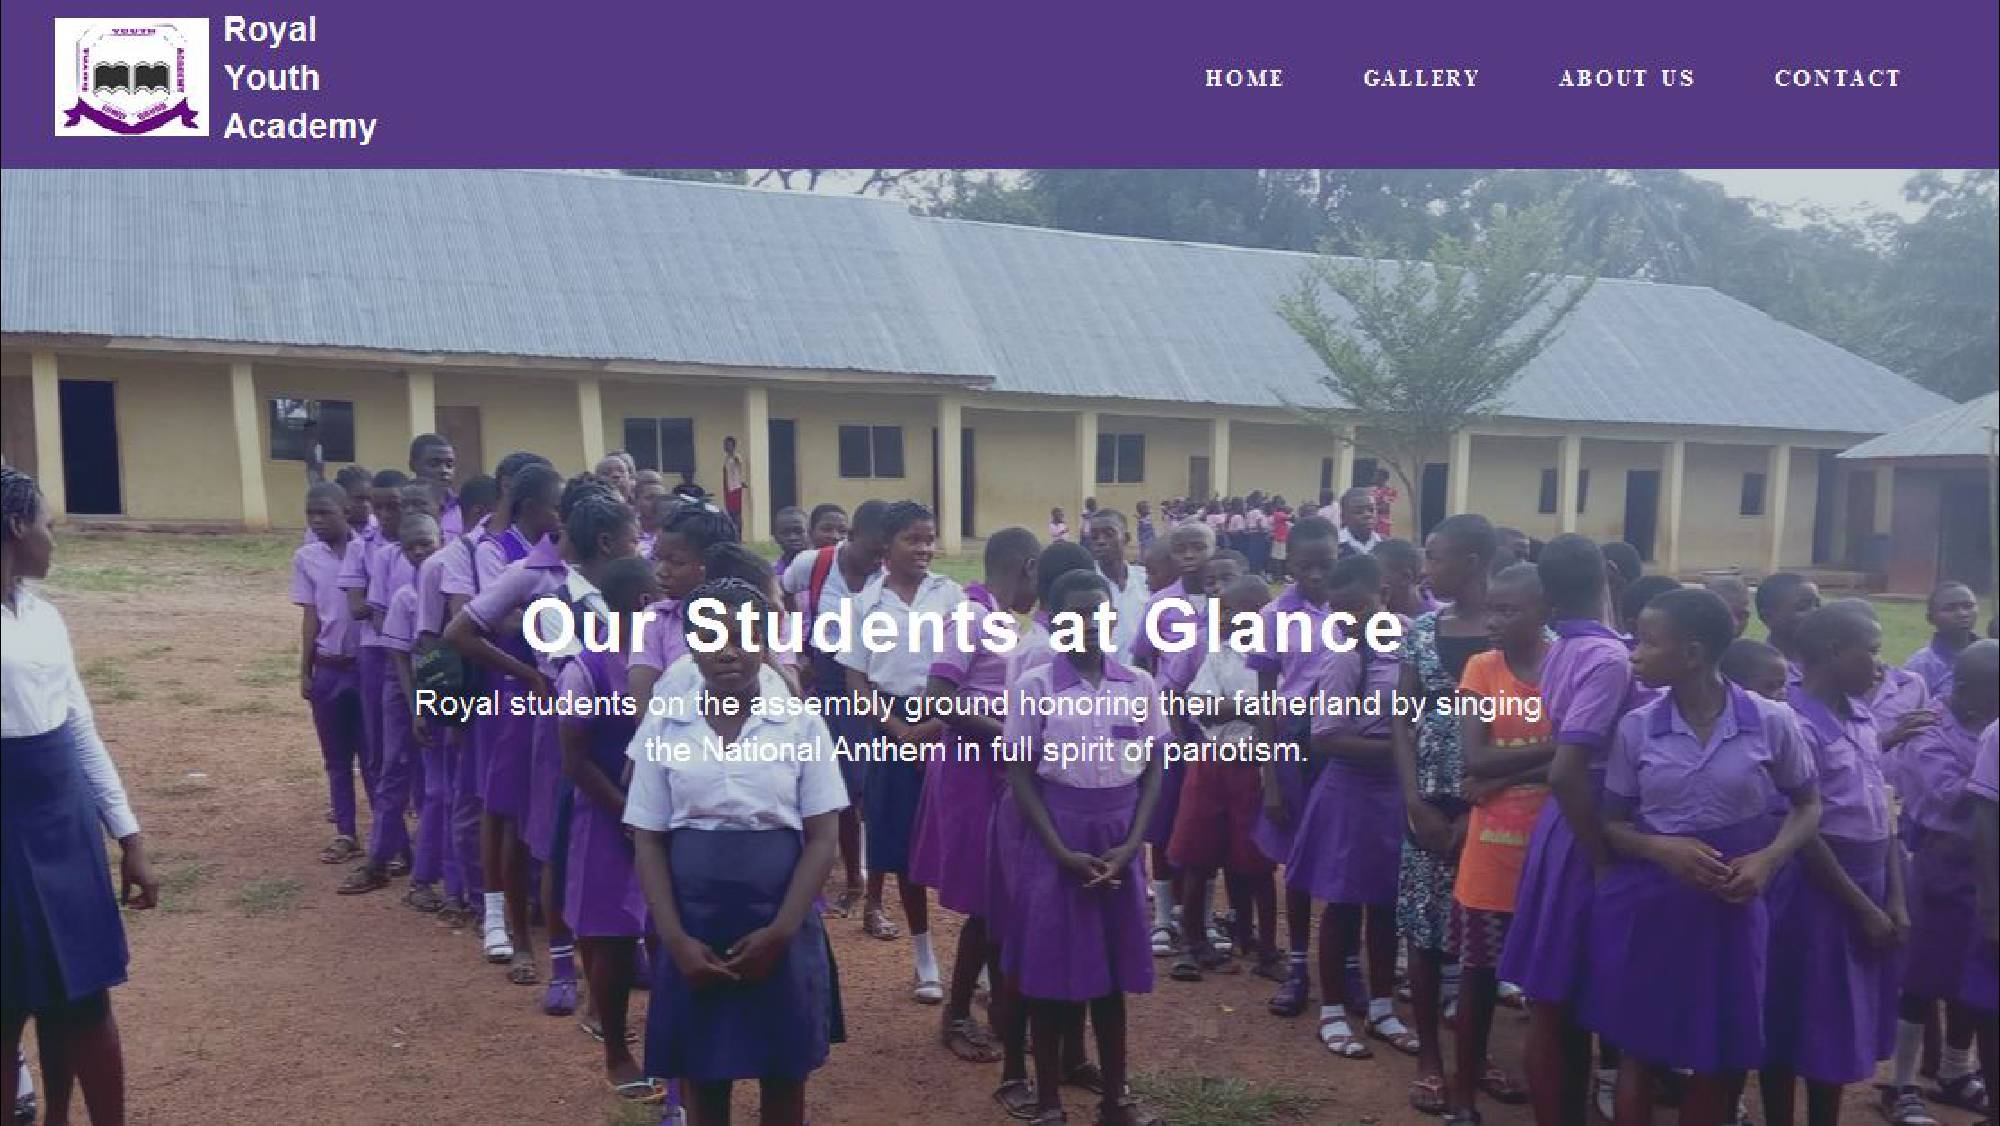 Royal
Youth
Academy
YOUTH
HOME GALLERY ABOUT US CONTACT
Our Students at Glance
Royal students on the assembly ground honoring their fatherland by singing
the National Anthem in full spirit of pariotism.